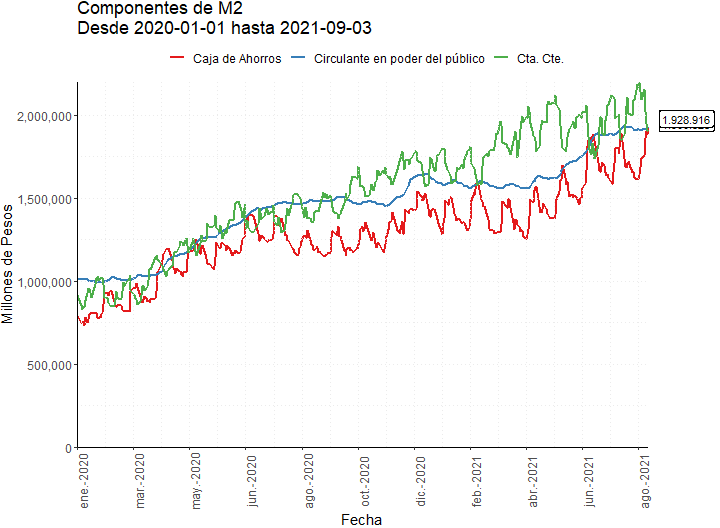 Componentes de M2
Desde 2020-01-01 hasta 2021-09-03
Caja de Ahorros Circulante en poder del público Cta. Cte.
Millones de Pesos
2,000,000
1,500,000
1,000,000
500,000
0
1.928.916
ene.-2020
mar.-2020
may.-2020
jun.-2020
ago.-2020
oct.-2020
dic.-2020
feb.-2021
abr.-2021
jun.-2021
ago.-2021
Fecha